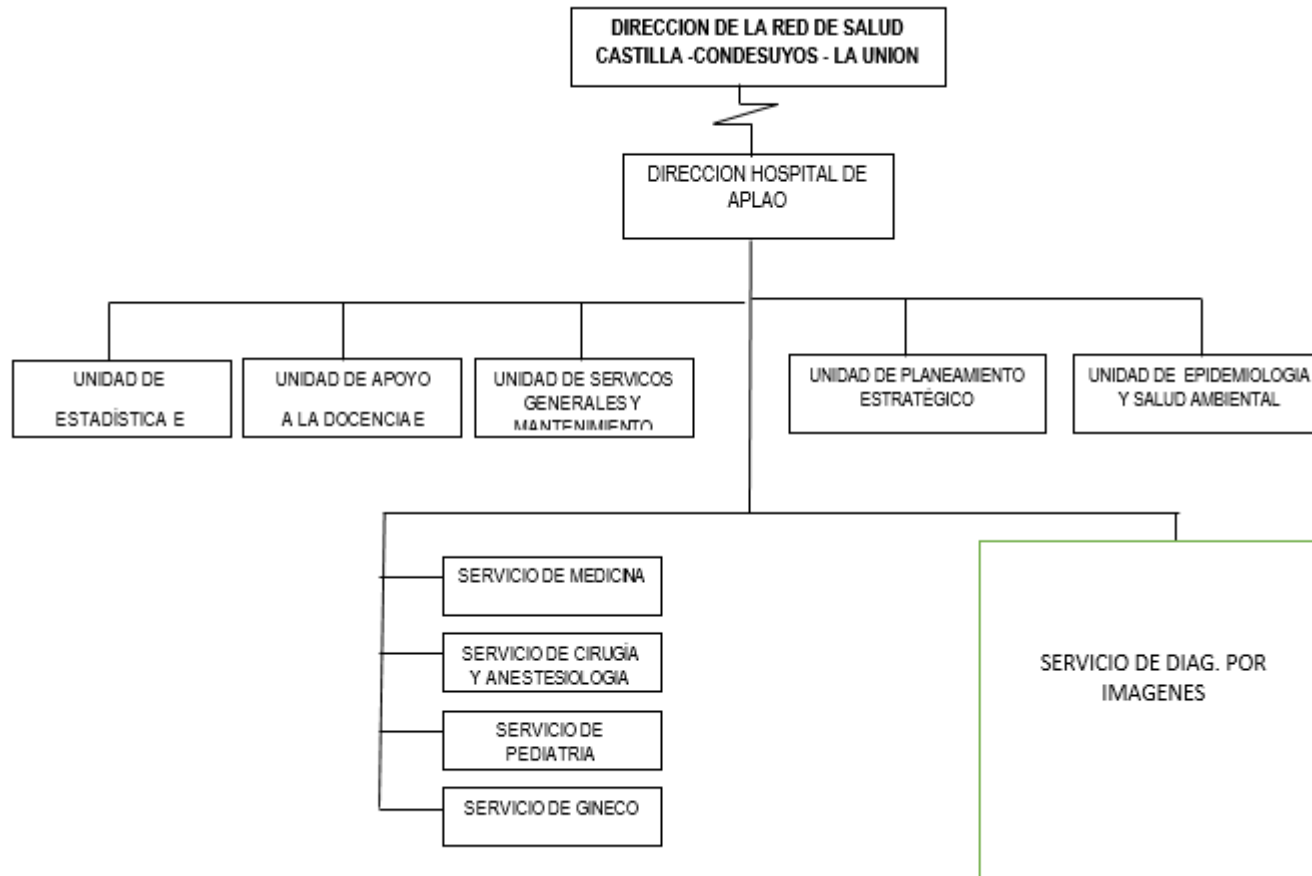 DIRECCION DE LA RED DE SALUD
CASTILLA -CONDESUYOS - LA UNION
DIRECCION HOSPITAL DE
APLAO
UNIDAD DE
ESTADÍSTICA E
UNIDAD DE APOYO
A LA DOCENCIA E
UNIDAD DE SERVICOS
GENERALES Y
MANTENIMIENTO
UNIDAD DE PLANEAMIENTO
ESTRATÉGICO
UNIDAD DE EPIDEMIOLOGIA
Y SALUD AMBIENTAL
SERVICIO DE MEDICINA
SERVICIO DE CIRUGÍA
Y ANESTESIOLOGIA
SERVICIO DE
PEDIATRIA
SERVICIO DE GINECO
SERVICIO DE DIAG. POR
IMAGENES